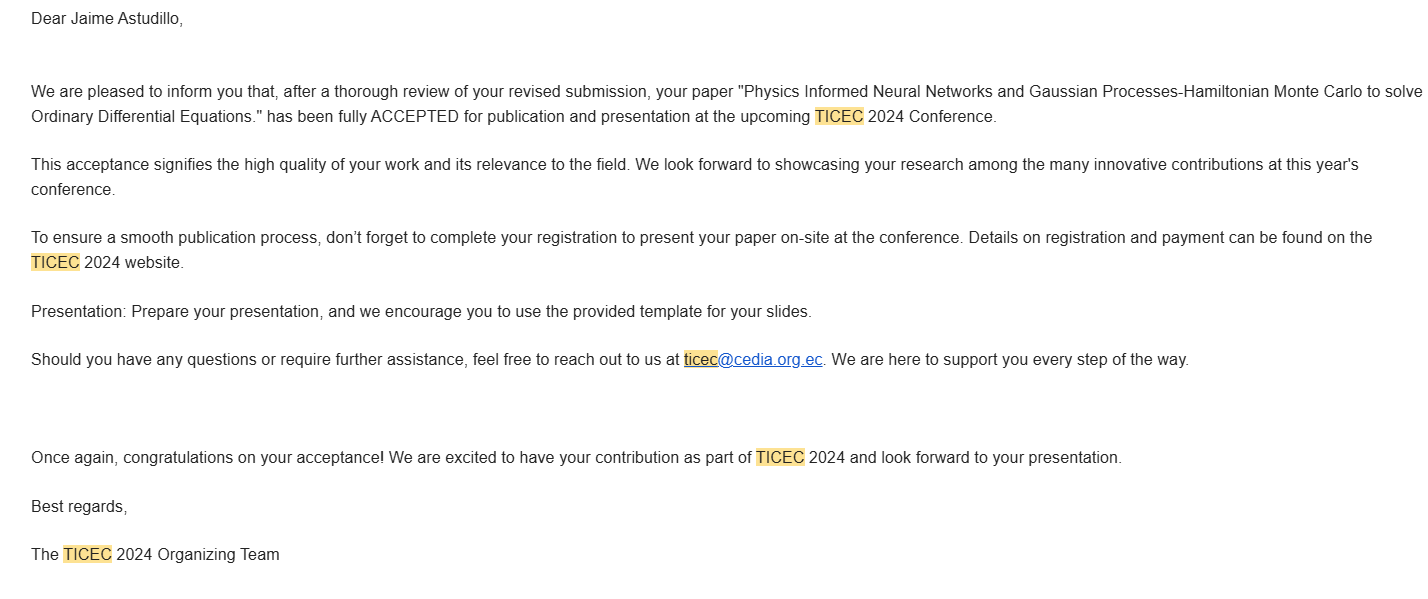 Dear Jaime Astudillo,
We are pleased to inform you that, after a thorough review of your revised submission, your paper "Physics Informed Neural Networks and Gaussian Processes-Hamiltonian Monte Carlo to solve
Ordinary Differential Equations." has been fully ACCEPTED for publication and presentation at the upcoming TICEC 2024 Conference.
This acceptance signifies the high quality of your work and its relevance to the field. We look forward to showcasing your research among the many innovative contributions at this year's
conference.
To ensure a smooth publication process, don’t forget to complete your registration to present your paper on-site at the conference. Details on registration and payment can be found on the
TICEC 2024 website.
Presentation: Prepare your presentation, and we encourage you to use the provided template for your slides.
Should you have any questions or require further assistance, feel free to reach out to us at ticec@cedia.org.ec. We are here to support you every step of the way.
Once again, congratulations on your acceptance! We are excited to have your contribution as part of TICEC 2024 and look forward to your presentation.
Best regards,
The TICEC 2024 Organizing Team